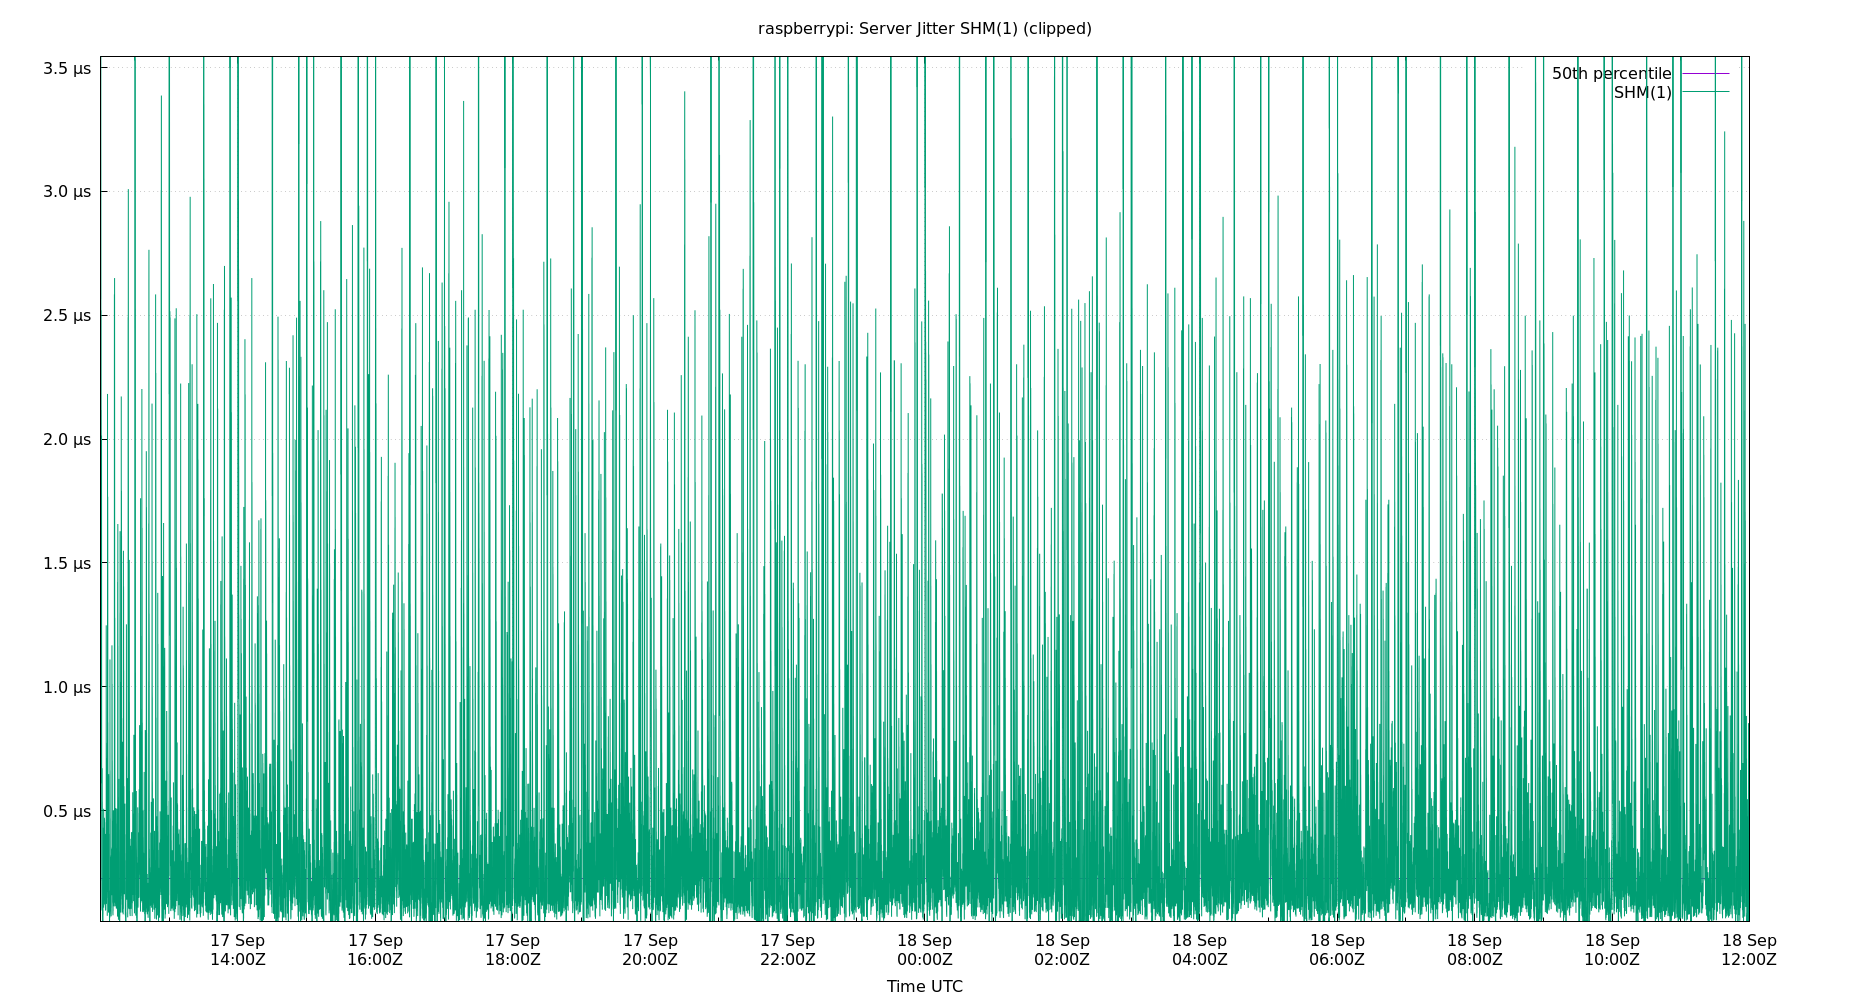 raspberrypi: Server Jitter SHM(1) (clipped)
3.5 µs
50th percentile
SHM(1)
3.0 µs
2.5 µs
2.0 µs
1.5 µs
1.0 µs
0.5 µs
17 Sep 17 Sep 17 Sep 17 Sep 17 Sep 18 Sep 18 Sep 18 Sep 18 Sep 18 Sep 18 Sep 18 Sep
14:00Z 16:00Z 18:00Z 20:00Z 22:00Z 00:00Z 02:00Z 04:00Z 06:00Z 08:00Z 10:00Z 12:00Z
Time UTC